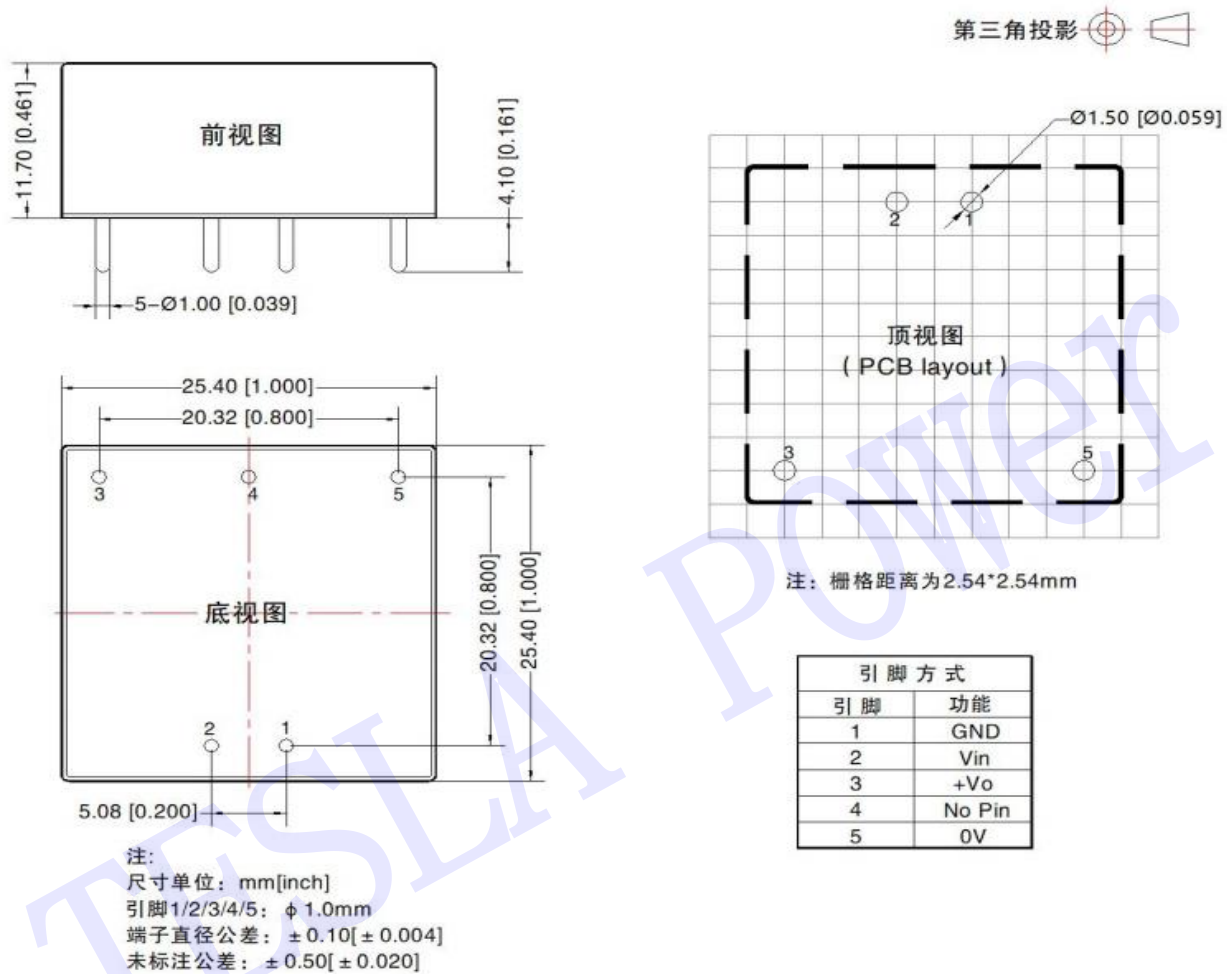 第三角投影
11.70 [0.461]
前视图
4.10 [0.161]
5-Ø1.00 [0.039]
Ø1.50 [Ø0.059]
2
1
顶视图
( PCB layout )
3
5
注: 栅格距离为2.54*2.54mm
25.40 [1.000]
20.32 [0.800]
3
4
5
底视图
20.32 [0.800]
25.40 [1.000]
2
1
5.08 [0.200]
注:
尺寸单位: mm[inch]
引脚1/2/3/4/5: ϕ 1.0mm
端子直径公差: ± 0.10[ ± 0.004]
未标注公差: ± 0.50[ ± 0.020]
引 脚 方 式
引 脚 功能
1 GND
2 Vin
3 +Vo
4 No Pin
5 0V
TESLA POWer